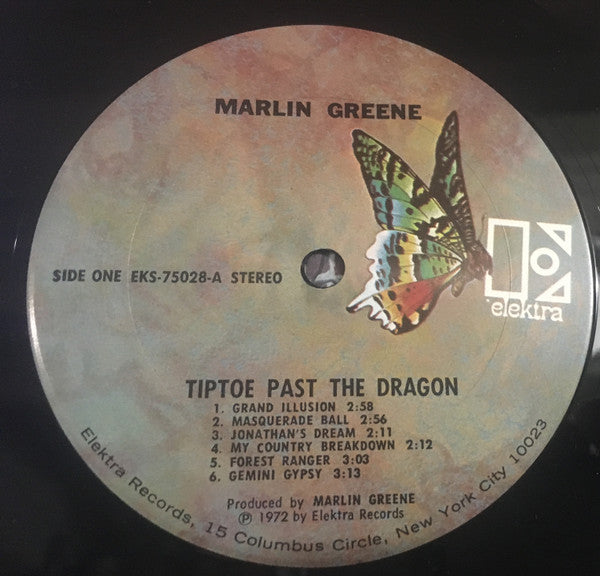 MARLIN GREENE
elektra
SIDE ONE EKS-75028-A STEREO
TIPTOE PAST THE DRAGON
1. GRAND ILLUSION 2:58
2. MASQUERADE BALL 2:56
3. JONATHAN'S DREAM 2:11
4. MY COUNTRY BREAKDOWN 2:12
5. FOREST RANGER 3:03
6. GEMINI GYPSY 3:13
Produced by MARLIN GREENE
℗ 1972 by Elektra Records
Elektra Records, 15 Columbus Circle, New York City 10023